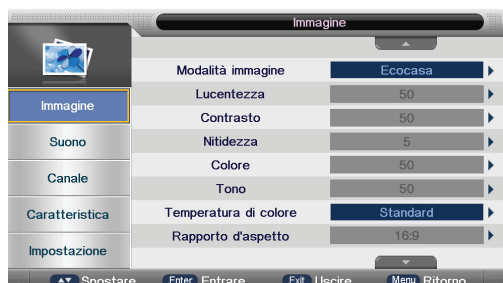 Immagine
Modalità immagine Ecocasa
Lucentezza 50
Contrasto 50
Nitidezza 5
Colore 50
Tono 50
Temperatura di colore Standard
Rapporto d'aspetto 16:9
Immagine
Suono
Canale
Caratteristica
Impostazione
Spostare Enter Entrare Exit Uscire Menu Ritorno